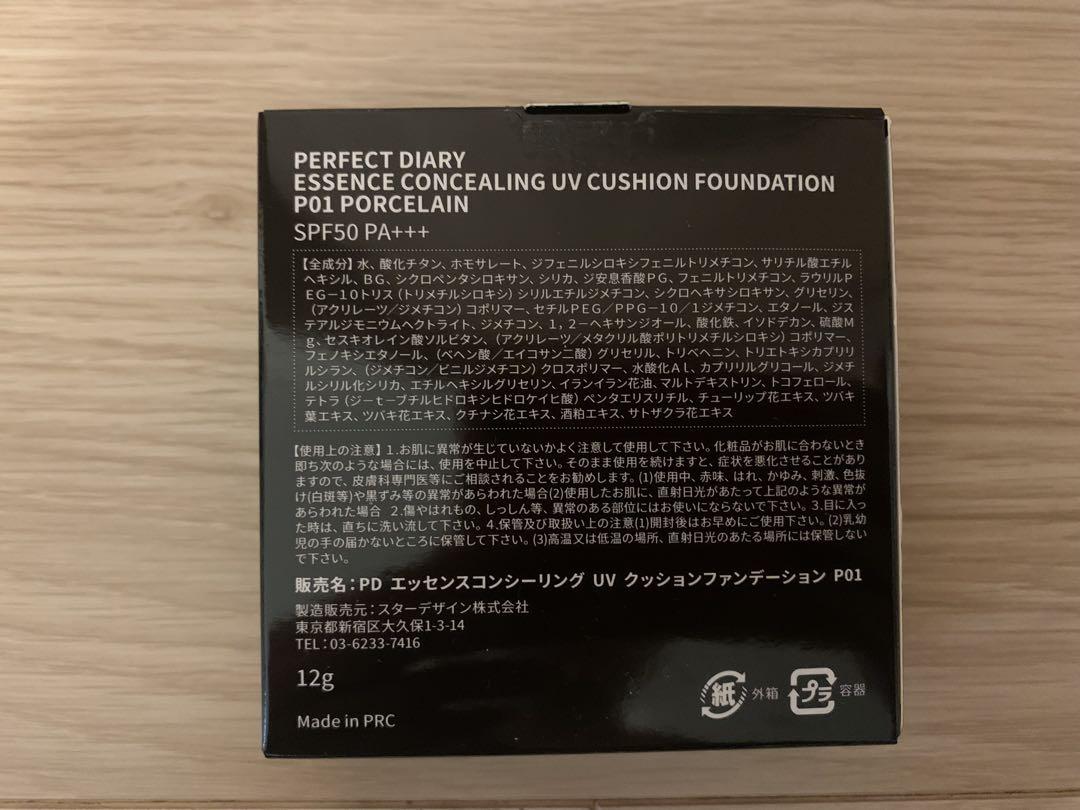 PERFECT DIARY
ESSENCE CONCEALING UV CUSHION FOUNDATION
P01 PORCELAIN
SPF50 PA+++
【全成分】水、酸化チタン、ホモサレート、ジフェニルシロキシフェニルトリメチコン、サリチル酸エチル
ヘキシル、BG、シクロペンタシロキサン、シリカ、ジ安息香酸PG、フェニルトリメチコン、ラウリルP
EG－10トリス（トリメチルシロキシ）シリルエチルジメチコン、シクロヘキサシロキサン、グリセリン、
（アクリレーツ／ジメチコン）コポリマー、セチルPEG／PPG－10／1ジメチコン、エタノール、ジス
テアルジモニウムヘクトライト、ジメチコン、1，2－ヘキサンジオール、酸化鉄、イソドデカン、硫酸M
g、セスキオレイン酸ソルビタン、（アクリレーツ／メタクリル酸ポリトリメチルシロキシ）コポリマー、
フェノキシエタノール、（ベヘン酸／エイコサン二酸）グリセリル、トリベヘニン、トリエトキシカプリリ
ルシラン、（ジメチコン／ビニルジメチコン）クロスポリマー、水酸化AL、カプリリルグリコール、ジメチ
ルシリル化シリカ、エチルヘキシルグリセリン、イランイラン花油、マルトデキストリン、トコフェロール、
テトラ（ジ－t－ブチルヒドロキシヒドロケイヒ酸）ペンタエリスリチル、チューリップ花エキス、ツバキ
葉エキス、ツバキ花エキス、クチナシ花エキス、酒粕エキス、サトザクラ花エキス
【使用上の注意】1.お肌に異常が生じていないかよく注意して使用して下さい。化粧品がお肌に合わないとき
即ち次のような場合には、使用を中止して下さい。そのまま使用を続けますと、症状を悪化させることがあり
ますので、皮膚科専門医等にご相談されることをお勧めします。(1)使用中、赤味、はれ、かゆみ、刺激、色抜
け(白斑等)や黒ずみ等の異常があらわれた場合(2)使用したお肌に、直射日光があたって上記のような異常が
あらわれた場合 2.傷やはれもの、しっしん等、異常のある部位にはお使いにならないで下さい。3.目に入っ
た時は、直ちに洗い流して下さい。4.保管及び取扱い上の注意(1)開封後はお早めにご使用下さい。(2)乳幼
児の手の届かないところに保管して下さい。(3)高温又は低温の場所、直射日光のあたる場所には保管しない
で下さい。
販売名：PD エッセンスコンシーリング UV クッションファンデーション P01
製造販売元：スターデザイン株式会社
東京都新宿区大久保1-3-14
TEL：03-6233-7416
12g
紙 外箱 プラ 容器
Made in PRC